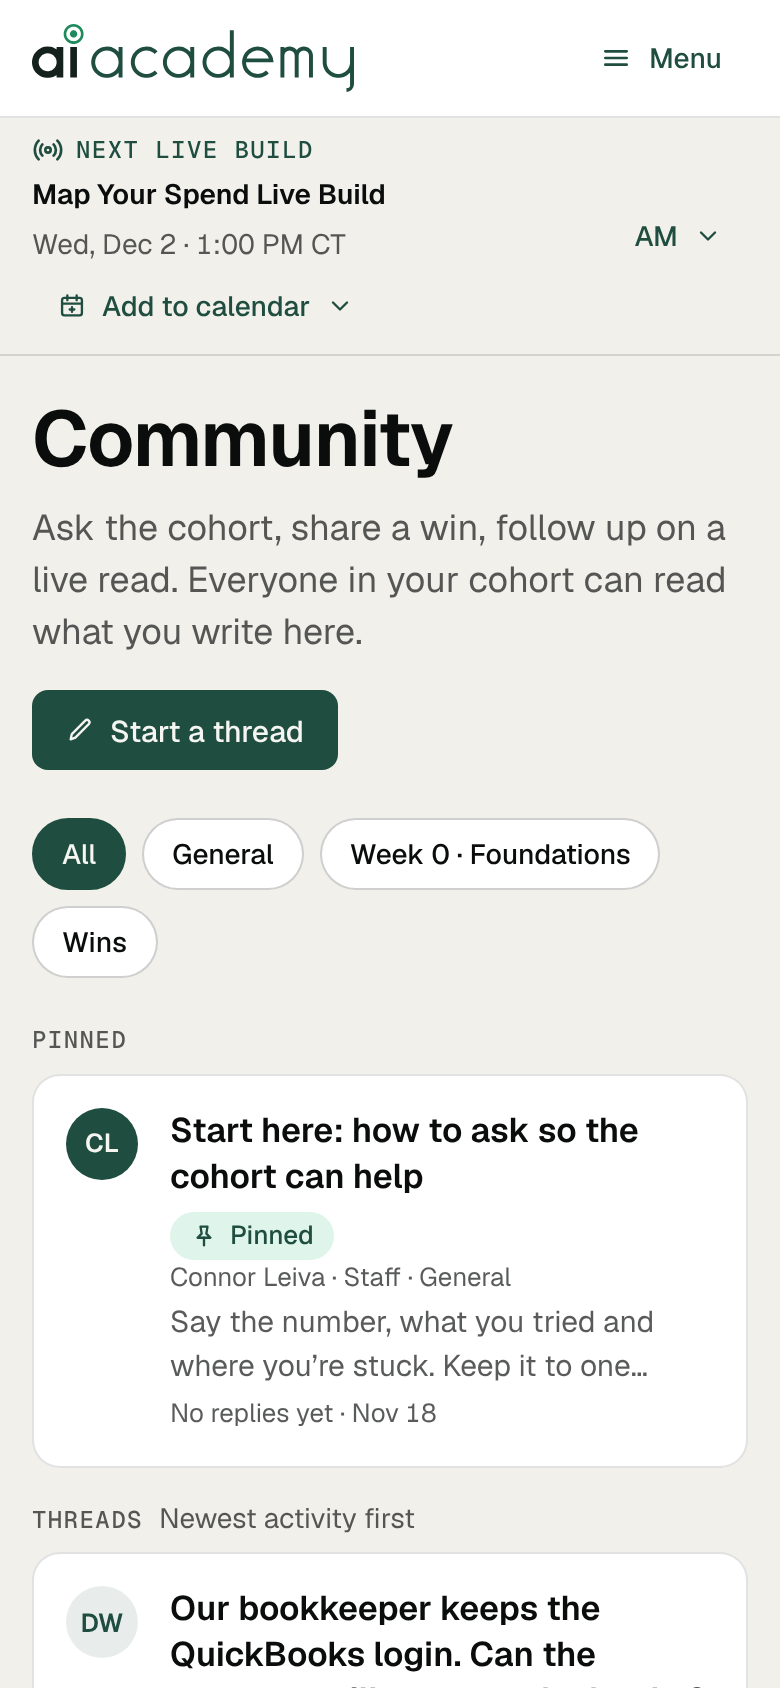 ai academy
Menu
NEXT LIVE BUILD
Map Your Spend Live Build
Wed, Dec 2 · 1:00 PM CT
AM
Add to calendar
Community
Ask the cohort, share a win, follow up on a
live read. Everyone in your cohort can read
what you write here.
Start a thread
All
General
Week 0 · Foundations
Wins
PINNED
CL
Start here: how to ask so the
cohort can help
Pinned
Connor Leiva · Staff · General
Say the number, what you tried and
where you’re stuck. Keep it to one…
No replies yet · Nov 18
THREADS Newest activity first
DW
Our bookkeeper keeps the
QuickBooks login. Can the